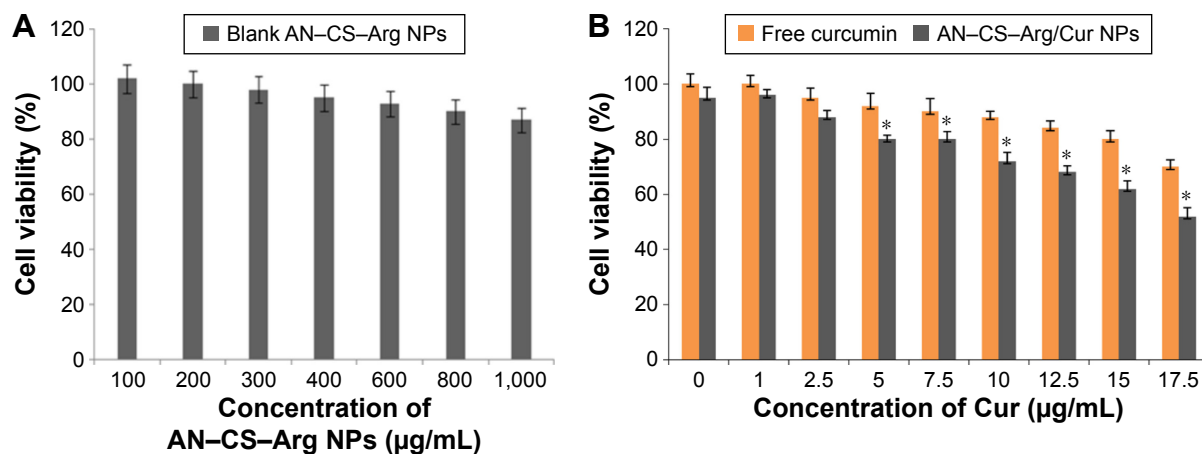 A
Blank AN–CS–Arg NPs
Cell viability (%)
120
100
80
60
40
20
0
100 200 300 400 600 800 1,000
Concentration of
AN–CS–Arg NPs (µg/mL)
B
Free curcumin AN–CS–Arg/Cur NPs
Cell viability (%)
120
100
80
60
40
20
0
* * * * * *
0 1 2.5 5 7.5 10 12.5 15 17.5
Concentration of Cur (µg/mL)